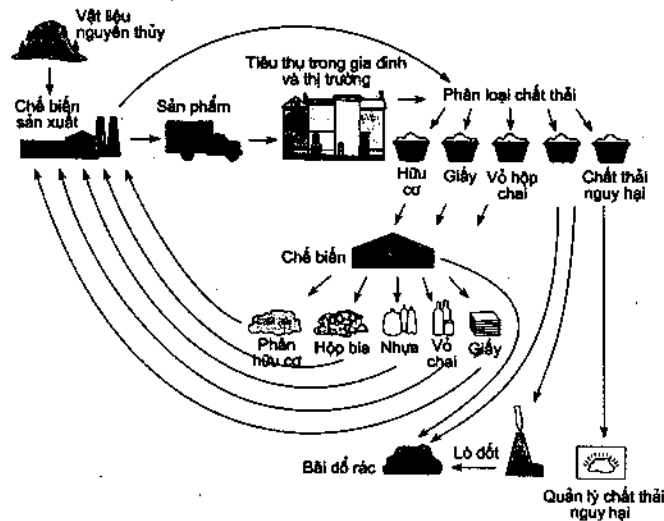 Vật liệu
nguyên thủy
Chế biến
sản xuất
Sản phẩm
Tiêu thụ trong gia đình
và thị trường
Phân loại chất thải
Hữu
cơ
Giấy
Vỏ hộp
chai
Chất thải
nguy hại
Chế biến
Phân
hữu cơ
Hộp bia
Nhựa
Vỏ
chai
Giấy
Bãi đổ rác
Lò đốt
Quản lý chất thải
nguy hại